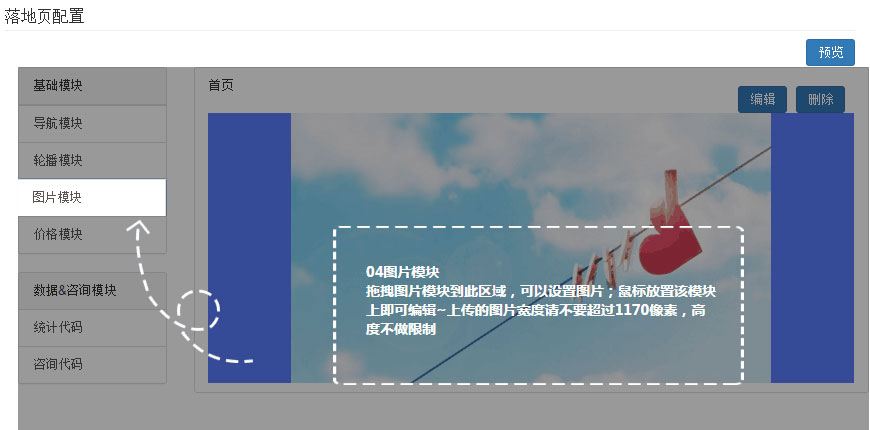 落地页配置
预览
基础模块
导航模块
轮播模块
图片模块
价格模块
数据&咨询模块
统计代码
咨询代码
首页
编辑
删除
04图片模块
拖拽图片模块到此区域，可以设置图片；鼠标放置该模块
上即可编辑~上传的图片宽度请不要超过1170像素，高
度不做限制